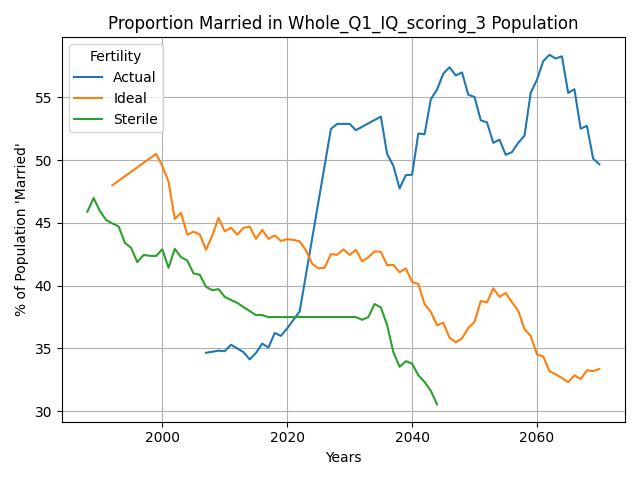 Proportion Married in Whole_Q1_IQ_scoring_3 Population
Fertility
Actual
Ideal
Sterile
% of Population 'Married'
55
50
45
40
35
30
2000
2020
2040
2060
Years